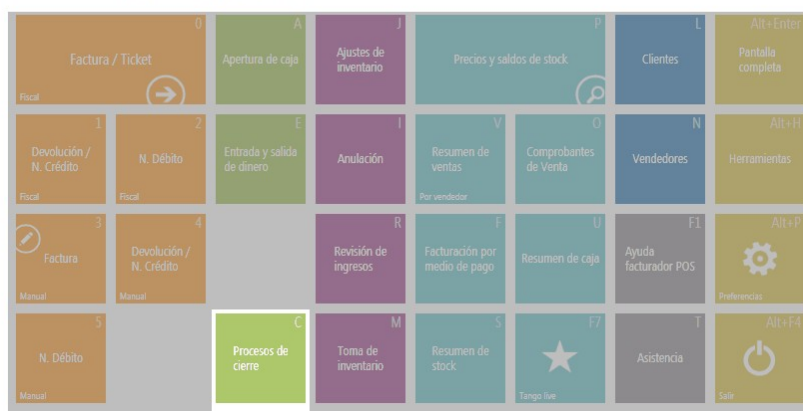 0
Factura / Ticket
Fiscal
A
Apertura de caja
J
Ajustes de
inventario
P
Precios y saldos de stock
L
Clientes
Alt+Enter
Pantalla
completa
1
Devolución /
N. Crédito
Fiscal
2
N. Débito
Fiscal
E
Entrada y salida
de dinero
I
Anulación
V
Resumen de
ventas
Por vendedor
O
Comprobantes
de Venta
N
Vendedores
Alt+H
Herramientas
3
Factura
Manual
4
Devolución /
N. Crédito
Manual
R
Revisión de
ingresos
F
Facturación por
medio de pago
U
Resumen de caja
F1
Ayuda
facturador POS
Alt+P
Preferencias
5
N. Débito
Manual
C
Procesos de
cierre
M
Toma de
inventario
S
Resumen de
stock
F7
Tango live
T
Asistencia
Alt+F4
Salir